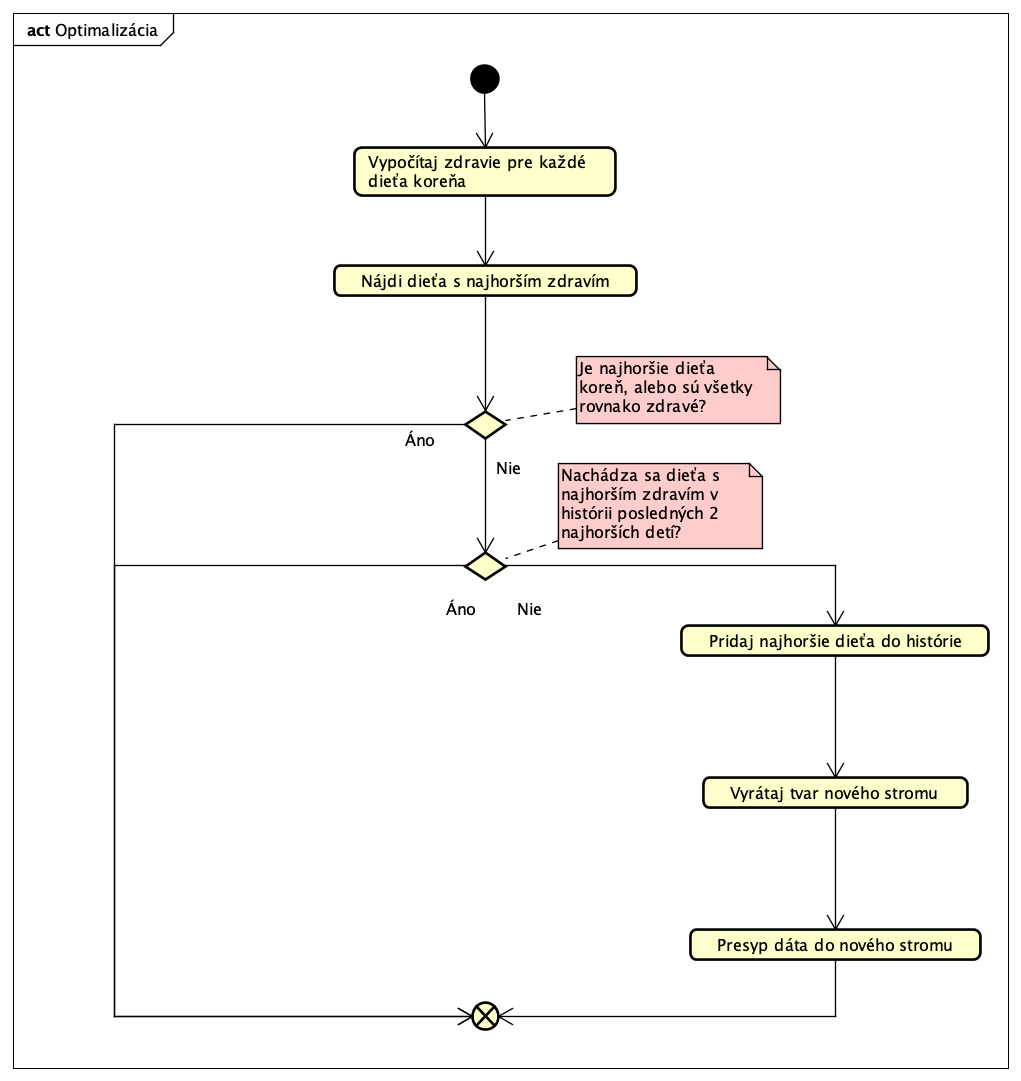 act Optimalizácia
Vypočítaj zdravie pre každé
dieťa koreňa
Nájdi dieťa s najhorším zdravím
Je najhoršie dieťa
koreň, alebo sú všetky
rovnako zdravé?
Áno
Nie
Nachádza sa dieťa s
najhorším zdravím v
histórii posledných 2
najhorších detí?
Áno
Nie
Pridaj najhoršie dieťa do histórie
Vyrátaj tvar nového stromu
Presyp dáta do nového stromu